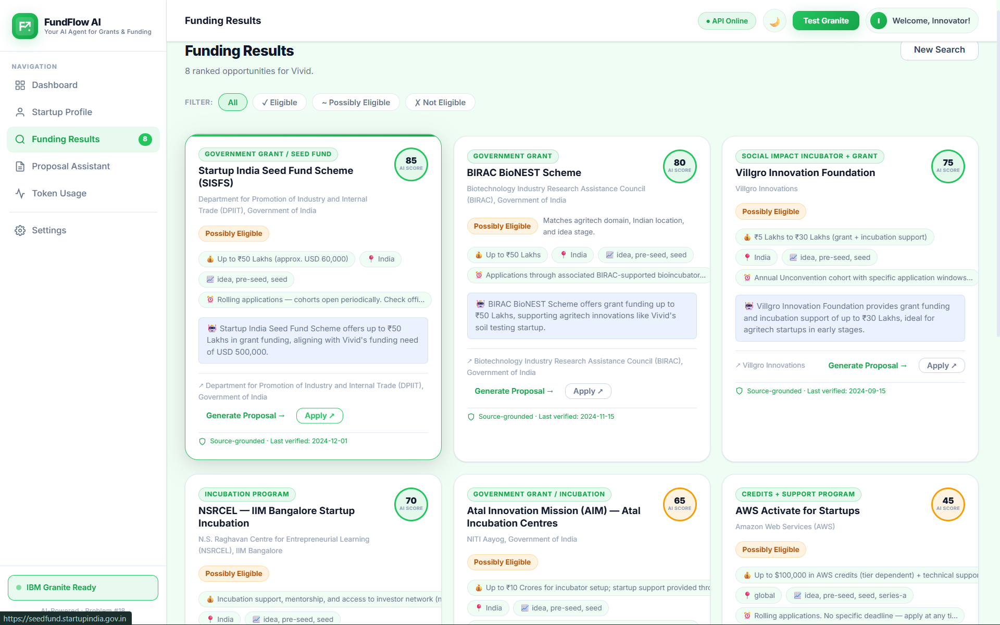 FundFlow AI
Your AI Agent for Grants & Funding
NAVIGATION
Dashboard
Startup Profile
Funding Results 8
Proposal Assistant
Token Usage
Settings
IBM Granite Ready
AI-Powered · Problem #18
https://seedfund.startupindia.gov.in
Funding Results
● API Online
Test Granite
I Welcome, Innovator!
Funding Results
New Search
8 ranked opportunities for Vivid.
FILTER: All ✓ Eligible ~ Possibly Eligible ✗ Not Eligible
GOVERNMENT GRANT / SEED FUND
85
AI SCORE
Startup India Seed Fund Scheme
(SISFS)
Department for Promotion of Industry and Internal
Trade (DPIIT), Government of India
Possibly Eligible
Up to ₹50 Lakhs (approx. USD 60,000)
India
idea, pre-seed, seed
Rolling applications — cohorts open periodically. Check offi...
Startup India Seed Fund Scheme offers up to ₹50
Lakhs in grant funding, aligning with Vivid's funding need
of USD 500,000.
↗ Department for Promotion of Industry and Internal Trade (DPIIT),
Government of India
Generate Proposal → Apply ↗
Source-grounded · Last verified: 2024-12-01
GOVERNMENT GRANT
80
AI SCORE
BIRAC BioNEST Scheme
Biotechnology Industry Research Assistance Council
(BIRAC), Government of India
Possibly Eligible
Matches agritech domain, Indian location,
and idea stage.
Up to ₹50 Lakhs
India
idea, pre-seed, seed
Applications through associated BIRAC-supported bioincubator...
BIRAC BioNEST Scheme offers grant funding up to
₹50 Lakhs, supporting agritech innovations like Vivid's
soil testing startup.
↗ Biotechnology Industry Research Assistance Council (BIRAC),
Government of India
Generate Proposal → Apply ↗
Source-grounded · Last verified: 2024-11-15
SOCIAL IMPACT INCUBATOR + GRANT
75
AI SCORE
Villgro Innovation Foundation
Villgro Innovations
Possibly Eligible
₹5 Lakhs to ₹30 Lakhs (grant + incubation support)
India
idea, pre-seed, seed
Annual Unconvention cohort with specific application windows...
Villgro Innovation Foundation provides grant funding
and incubation support of up to ₹30 Lakhs, ideal for
agritech startups in early stages.
↗ Villgro Innovations Generate Proposal → Apply ↗
Source-grounded · Last verified: 2024-09-15
INCUBATION PROGRAM
70
AI SCORE
NSRCEL — IIM Bangalore Startup
Incubation
N.S. Raghavan Centre for Entrepreneurial Learning
(NSRCEL), IIM Bangalore
Possibly Eligible
Incubation support, mentorship, and access to investor network
India
idea, pre-seed, seed
GOVERNMENT GRANT / INCUBATION
65
AI SCORE
Atal Innovation Mission (AIM) — Atal
Incubation Centres
NITI Aayog, Government of India
Possibly Eligible
Up to ₹10 Crores for incubator setup; startup support provided
India
idea, pre-seed, seed
CREDITS + SUPPORT PROGRAM
45
AI SCORE
AWS Activate for Startups
Amazon Web Services (AWS)
Possibly Eligible
Up to $100,000 in AWS credits (tier dependent) + technical
global
idea, pre-seed, seed, series-a
Rolling applications. No specific deadline — apply at any ti...